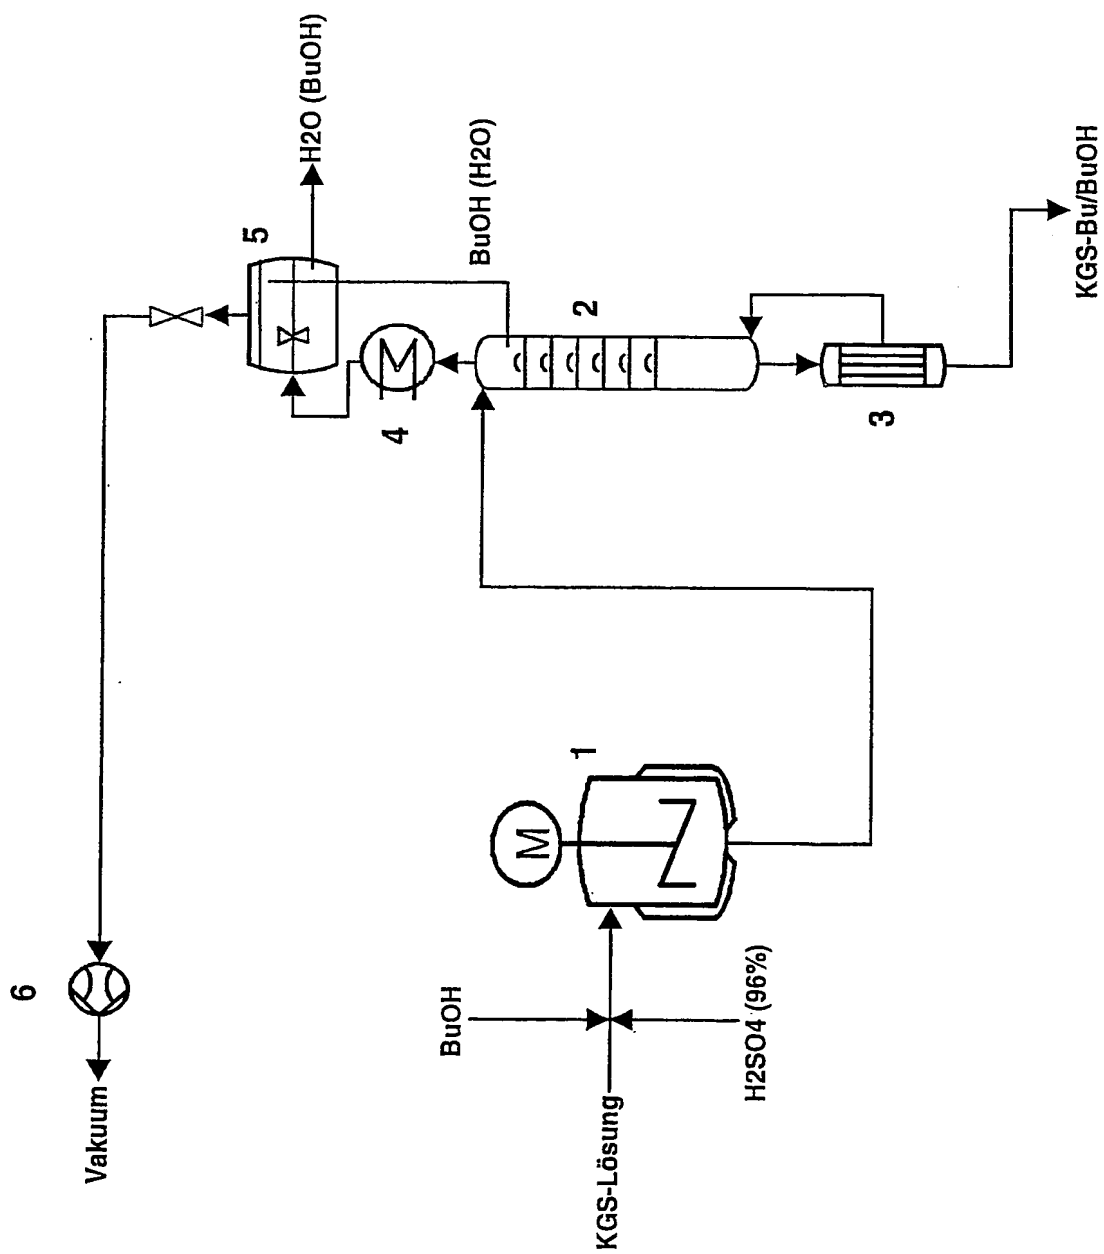 6
Vakuum
H2O (BuOH)
5
BuOH (H2O)
4
2
3
KGS-Bu/BuOH
1
M
BuOH
KGS-Lösung
H2SO4 (96%)